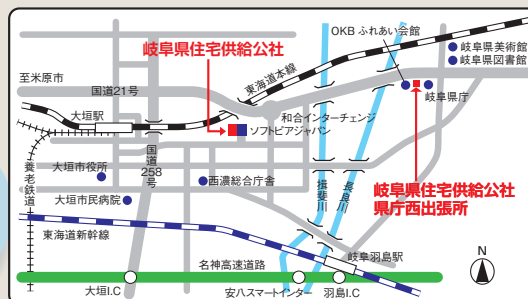 OKB ふれあい会館
岐阜県美術館
岐阜県図書館
岐阜県住宅供給公社
東海道本線
至米原市
国道21号
岐阜県庁
大垣駅
和合インターチェンジ
ソフトピアジャパン
養老鉄道
大垣市役所
国道258号
西濃総合庁舎
揖斐川
長良川
岐阜県住宅供給公社
県庁西出張所
大垣市民病院
東海道新幹線
岐阜羽島駅
名神高速道路
N
大垣I.C
安八スマートインター
羽島I.C